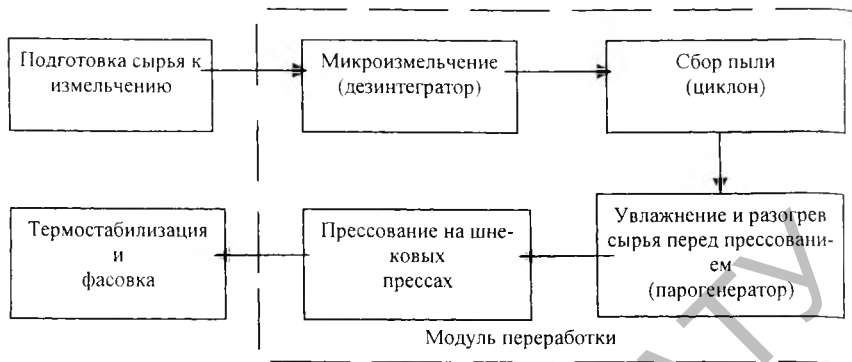 Подготовка сырья к
измельчению
Микроизмельчение
(дезинтегратор)
Сбор пыли
(циклон)
Термостабилизация
и
фасовка
Прессование на шне-
ковых
прессах
Увлажнение и разогрев
сырья перед прессовани-
ем
(парогенератор)
Модуль переработки
АТУ